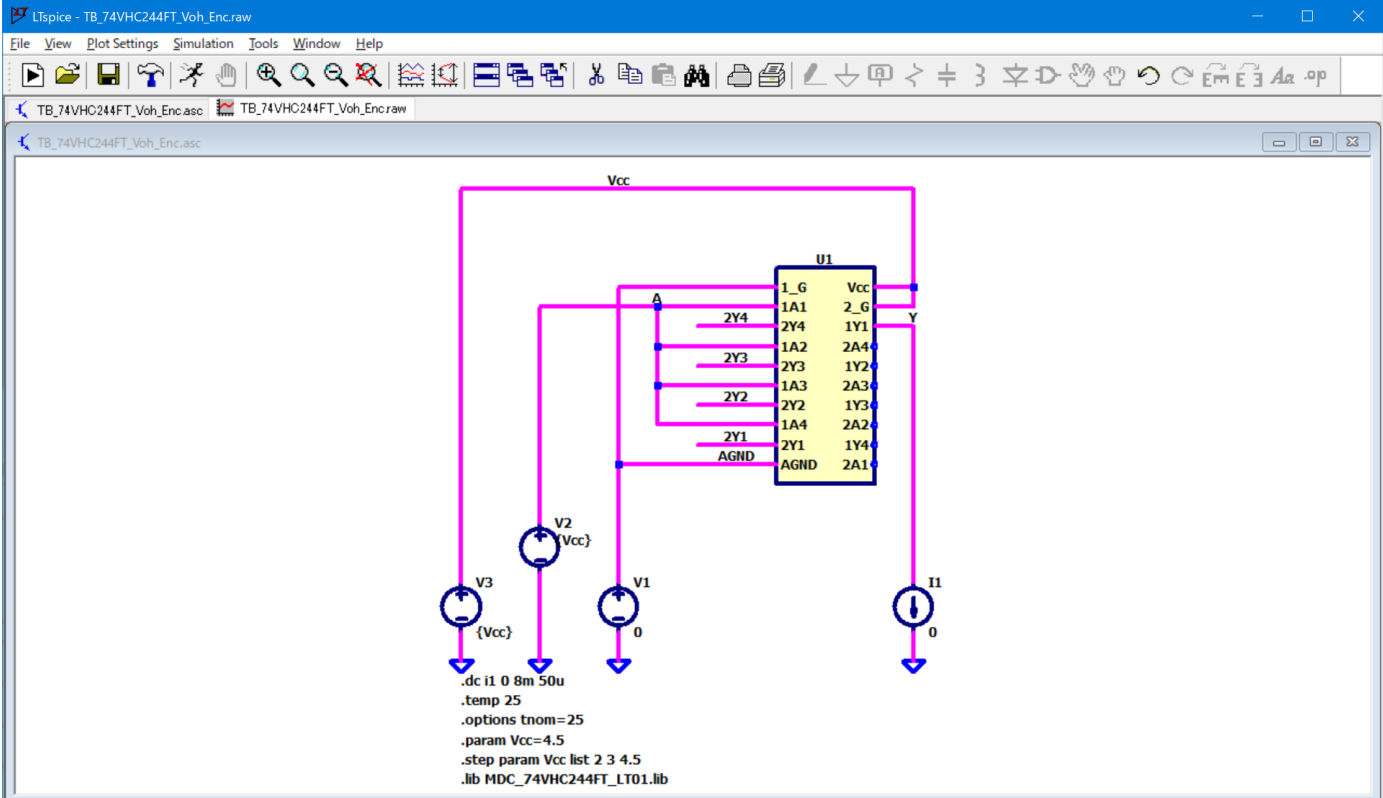 LTspice - TB_74VHC244FT_Voh_Enc.raw
File View Plot Settings Simulation Tools Window Help
TB_74VHC244FT_Voh_Enc.asc TB_74VHC244FT_Voh_Enc.raw
TB_74VHC244FT_Voh_Enc.asc
Vcc
U1
1_G Vcc
A 1A1 2_G
2Y4 2Y4 1Y1 Y
1A2 2A4
2Y3 2Y3 1Y2
1A3 2A3
2Y2 2Y2 1Y3
1A4 2A2
2Y1 2Y1 1Y4
AGND AGND 2A1
V2
{Vcc}
V3 V1 I1
{Vcc} 0 0
.dc i1 0 8m 50u
.temp 25
.options tnom=25
.param Vcc=4.5
.step param Vcc list 2 3 4.5
.lib MDC_74VHC244FT_LT01.lib